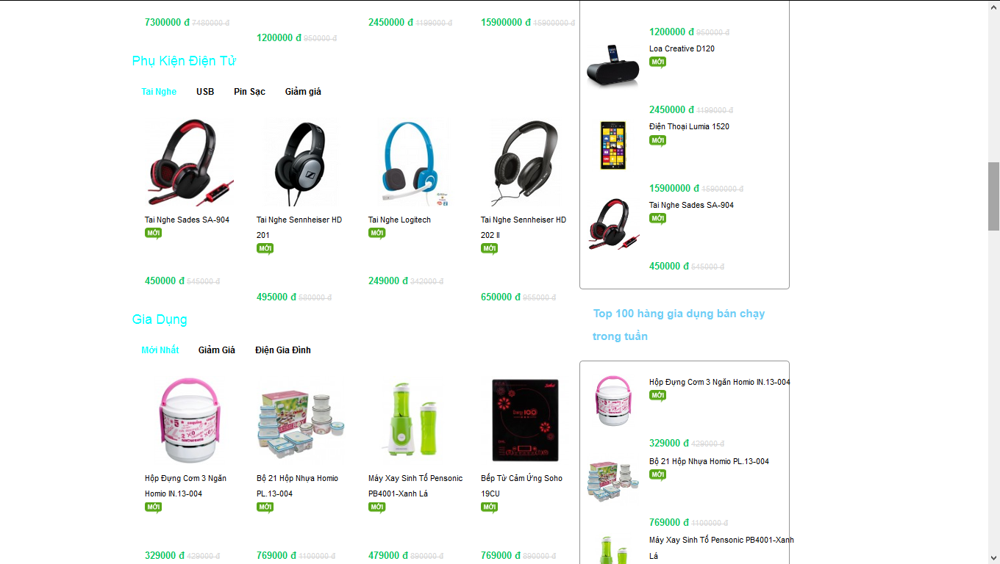 7300000 đ 7480000 đ
1200000 đ 950000 đ
2450000 đ 1199000 đ
15900000 đ 15900000 đ
Phụ Kiện Điện Tử
Tai Nghe USB Pin Sạc Giảm giá
Tai Nghe Sades SA-904
MỚI
450000 đ 545000 đ
Tai Nghe Sennheiser HD
201
MỚI
495000 đ 580000 đ
Tai Nghe Logitech
MỚI
249000 đ 342000 đ
Tai Nghe Sennheiser HD
202 II
MỚI
650000 đ 955000 đ
Gia Dụng
Mới Nhất Giảm Giá Điện Gia Đình
Hộp Đựng Cơm 3 Ngăn
Homio IN.13-004
MỚI
329000 đ 429000 đ
Bộ 21 Hộp Nhựa Homio
PL.13-004
MỚI
769000 đ 1100000 đ
Máy Xay Sinh Tố Pensonic
PB4001-Xanh Lá
MỚI
479000 đ 890000 đ
Bếp Từ Cảm Ứng Soho
19CU
MỚI
769000 đ 890000 đ
1200000 đ 950000 đ
Loa Creative D120
MỚI
2450000 đ 1199000 đ
Điện Thoại Lumia 1520
MỚI
15900000 đ 15900000 đ
Tai Nghe Sades SA-904
MỚI
450000 đ 545000 đ
Top 100 hàng gia dụng bán chạy
trong tuần
Hộp Đựng Cơm 3 Ngăn Homio IN.13-004
MỚI
329000 đ 429000 đ
Bộ 21 Hộp Nhựa Homio PL.13-004
MỚI
769000 đ 1100000 đ
Máy Xay Sinh Tố Pensonic PB4001-Xanh
Lá